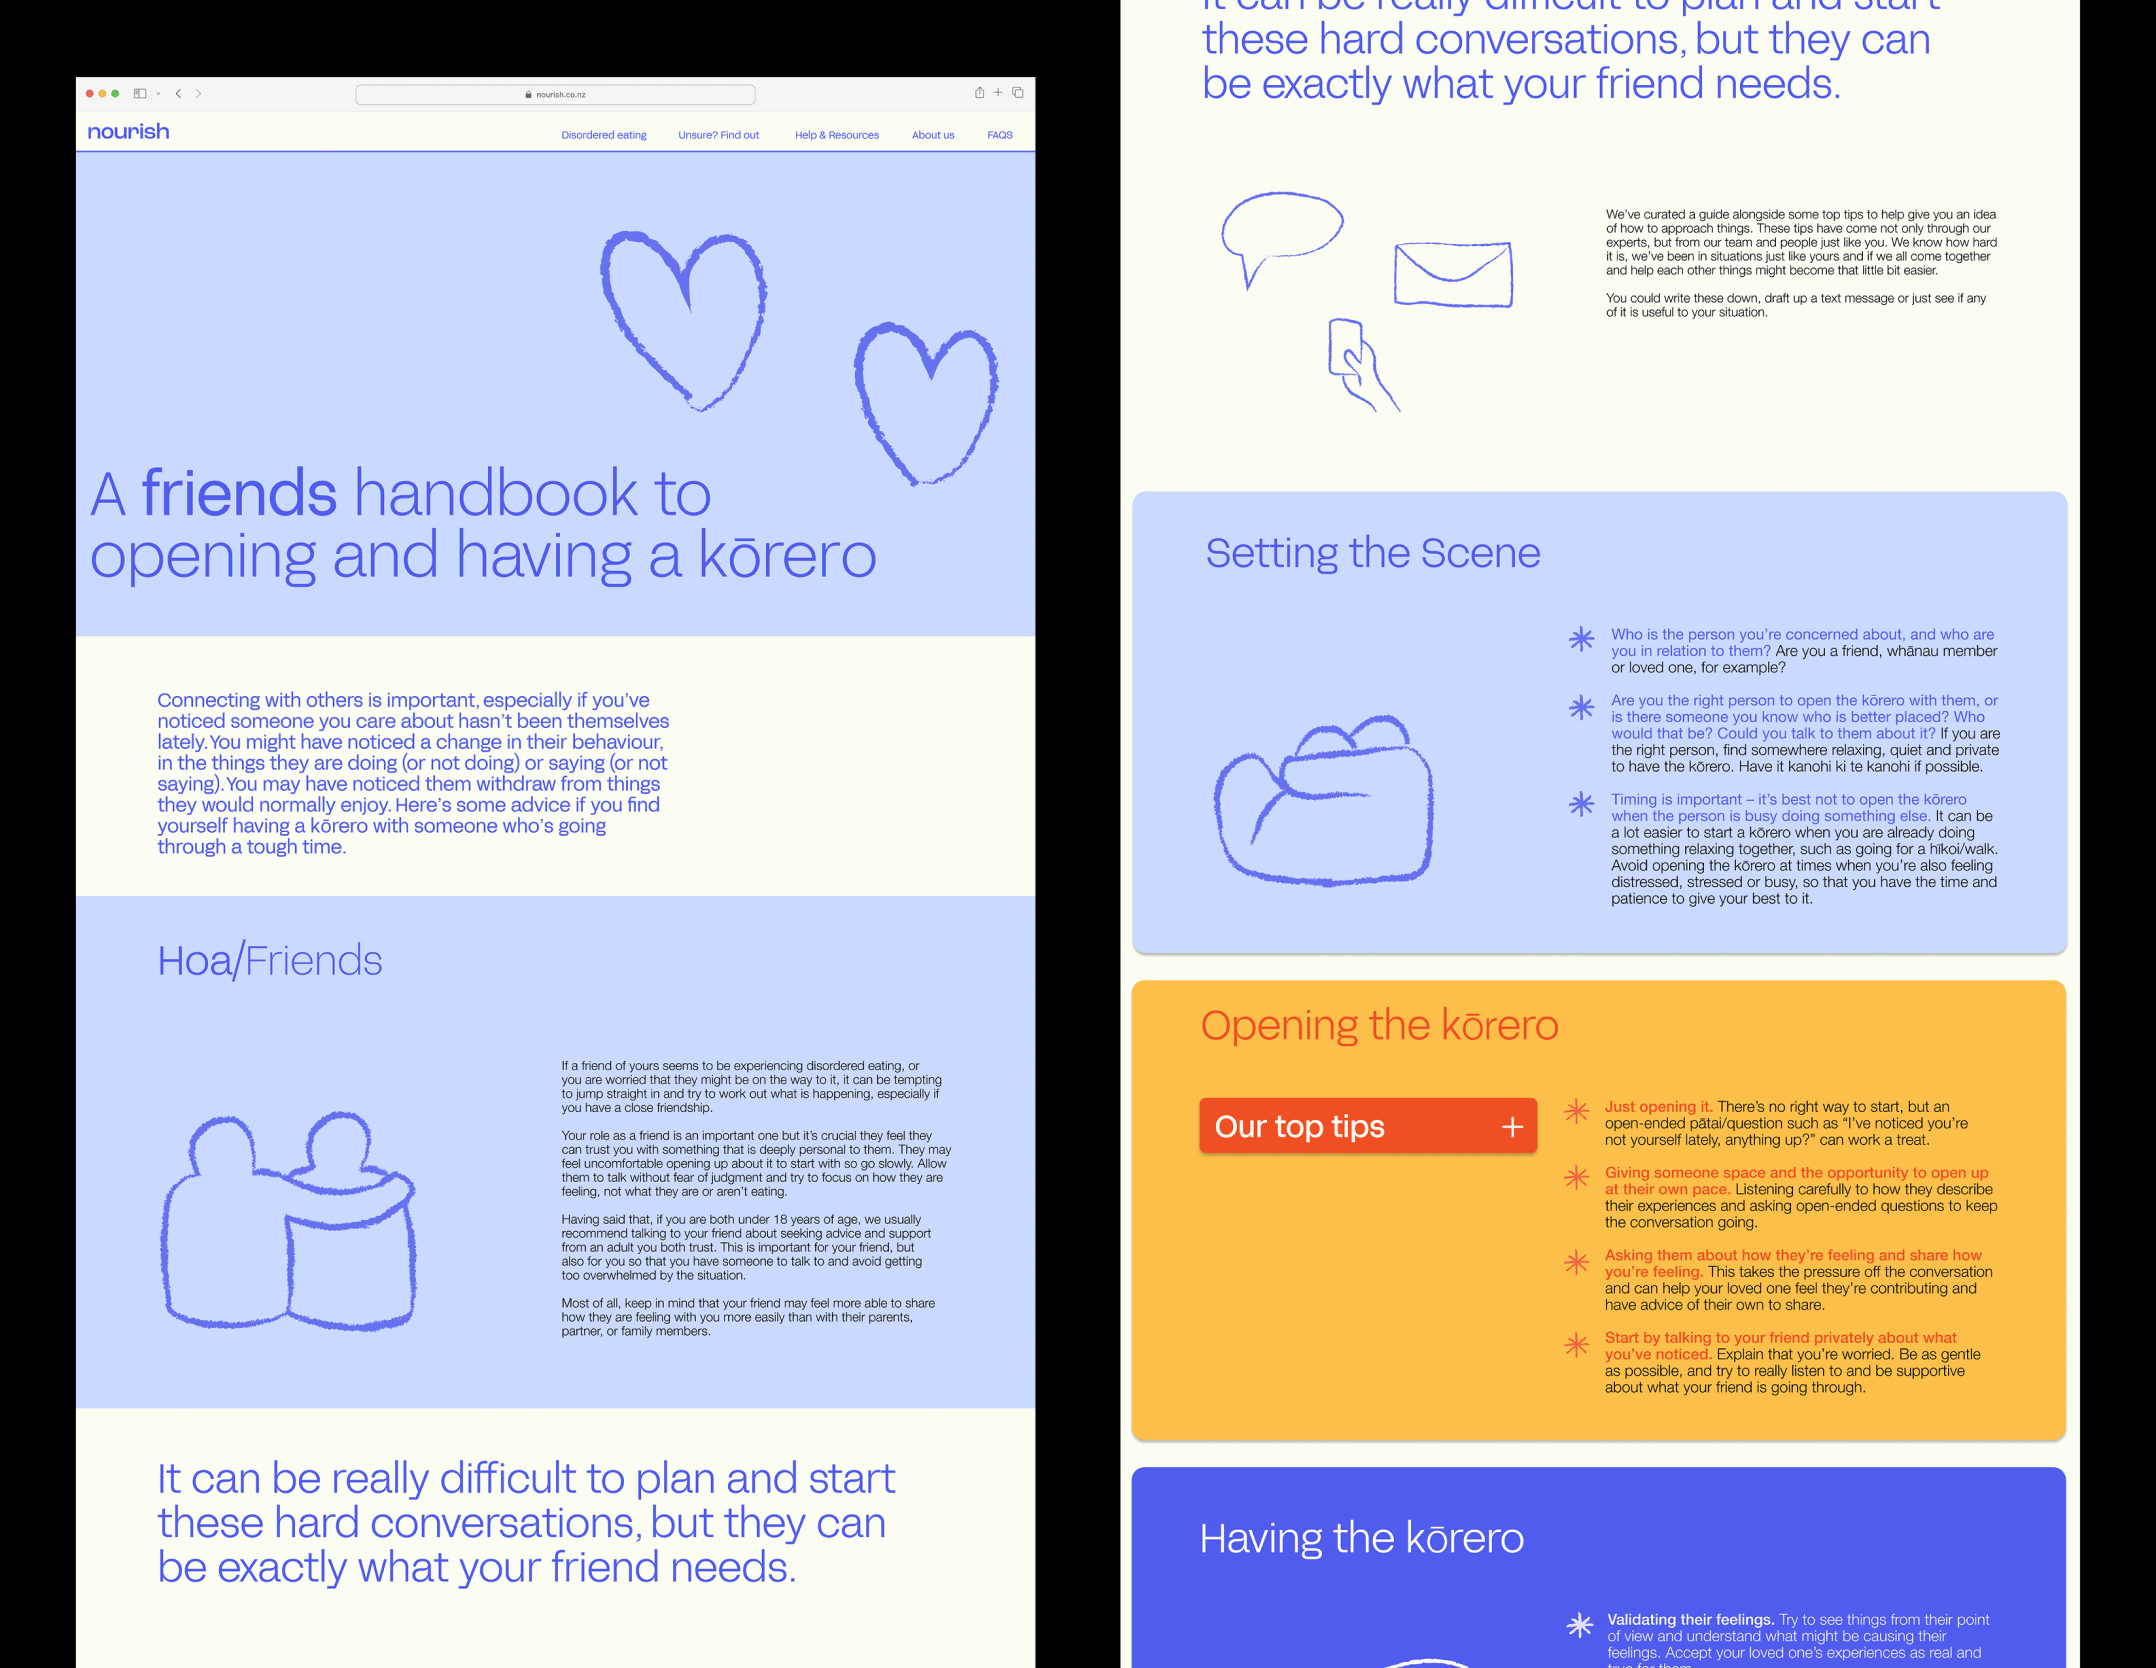 nourish.co.nz
nourish
Disordered eating
Unsure? Find out
Help & Resources
About us
FAQS
A friends handbook to
opening and having a kōrero
Connecting with others is important, especially if you've
noticed someone you care about hasn't been themselves
lately. You might have noticed a change in their behaviour,
in the things they are doing (or not doing) or saying (or not
saying). You may have noticed them withdraw from things
they would normally enjoy. Here's some advice if you find
yourself having a kōrero with someone who's going
through a tough time.
Hoa/Friends
If a friend of yours seems to be experiencing disordered eating, or
you are worried that they might be on the way to it, it can be tempting
to jump straight in and try to work out what is happening, especially if
you have a close friendship.
Your role as a friend is an important one but it's crucial they feel they
can trust you with something that is deeply personal to them. They may
feel uncomfortable opening up about it to start with so go slowly. Allow
them to talk without fear of judgment and try to focus on how they are
feeling, not what they are or aren't eating.
Having said that, if you are both under 18 years of age, we usually
recommend talking to your friend about seeking advice and support
from an adult you both trust. This is important for your friend, but
also for you so that you have someone to talk to and avoid getting
too overwhelmed by the situation.
Most of all, keep in mind that your friend may feel more able to share
how they are feeling with you more easily than with their parents,
partner, or family members.
It can be really difficult to plan and start
these hard conversations, but they can
be exactly what your friend needs.
It can be really difficult to plan and start
these hard conversations, but they can
be exactly what your friend needs.
We've curated a guide alongside some top tips to help give you an idea
of how to approach things. These tips have come not only through our
experts, but from our team and people just like you. We know how hard
it is, we've been in situations just like yours and if we all come together
and help each other things might become that little bit easier.
You could write these down, draft up a text message or just see if any
of it is useful to your situation.
Setting the Scene
Who is the person you're concerned about, and who are
you in relation to them? Are you a friend, whānau member
or loved one, for example?
Are you the right person to open the kōrero with them, or
is there someone you know who is better placed? Who
would that be? Could you talk to them about it? If you are
the right person, find somewhere relaxing, quiet and private
to have the kōrero. Have it kanohi ki te kanohi if possible.
Timing is important – it's best not to open the kōrero
when the person is busy doing something else. It can be
a lot easier to start a kōrero when you are already doing
something relaxing together, such as going for a hīkoi/walk.
Avoid opening the kōrero at times when you're also feeling
distressed, stressed or busy, so that you have the time and
patience to give your best to it.
Opening the kōrero
Our top tips +
Just opening it. There's no right way to start, but an
open-ended pātai/question such as “I've noticed you're
not yourself lately, anything up?” can work a treat.
Giving someone space and the opportunity to open up
at their own pace. Listening carefully to how they describe
their experiences and asking open-ended questions to keep
the conversation going.
Asking them about how they're feeling and share how
you're feeling. This takes the pressure off the conversation
and can help your loved one feel they're contributing and
have advice of their own to share.
Start by talking to your friend privately about what
you've noticed. Explain that you're worried. Be as gentle
as possible, and try to really listen to and be supportive
about what your friend is going through.
Having the kōrero
Validating their feelings. Try to see things from their point
of view and understand what might be causing their
feelings. Accept your loved one's experiences as real and
true for them